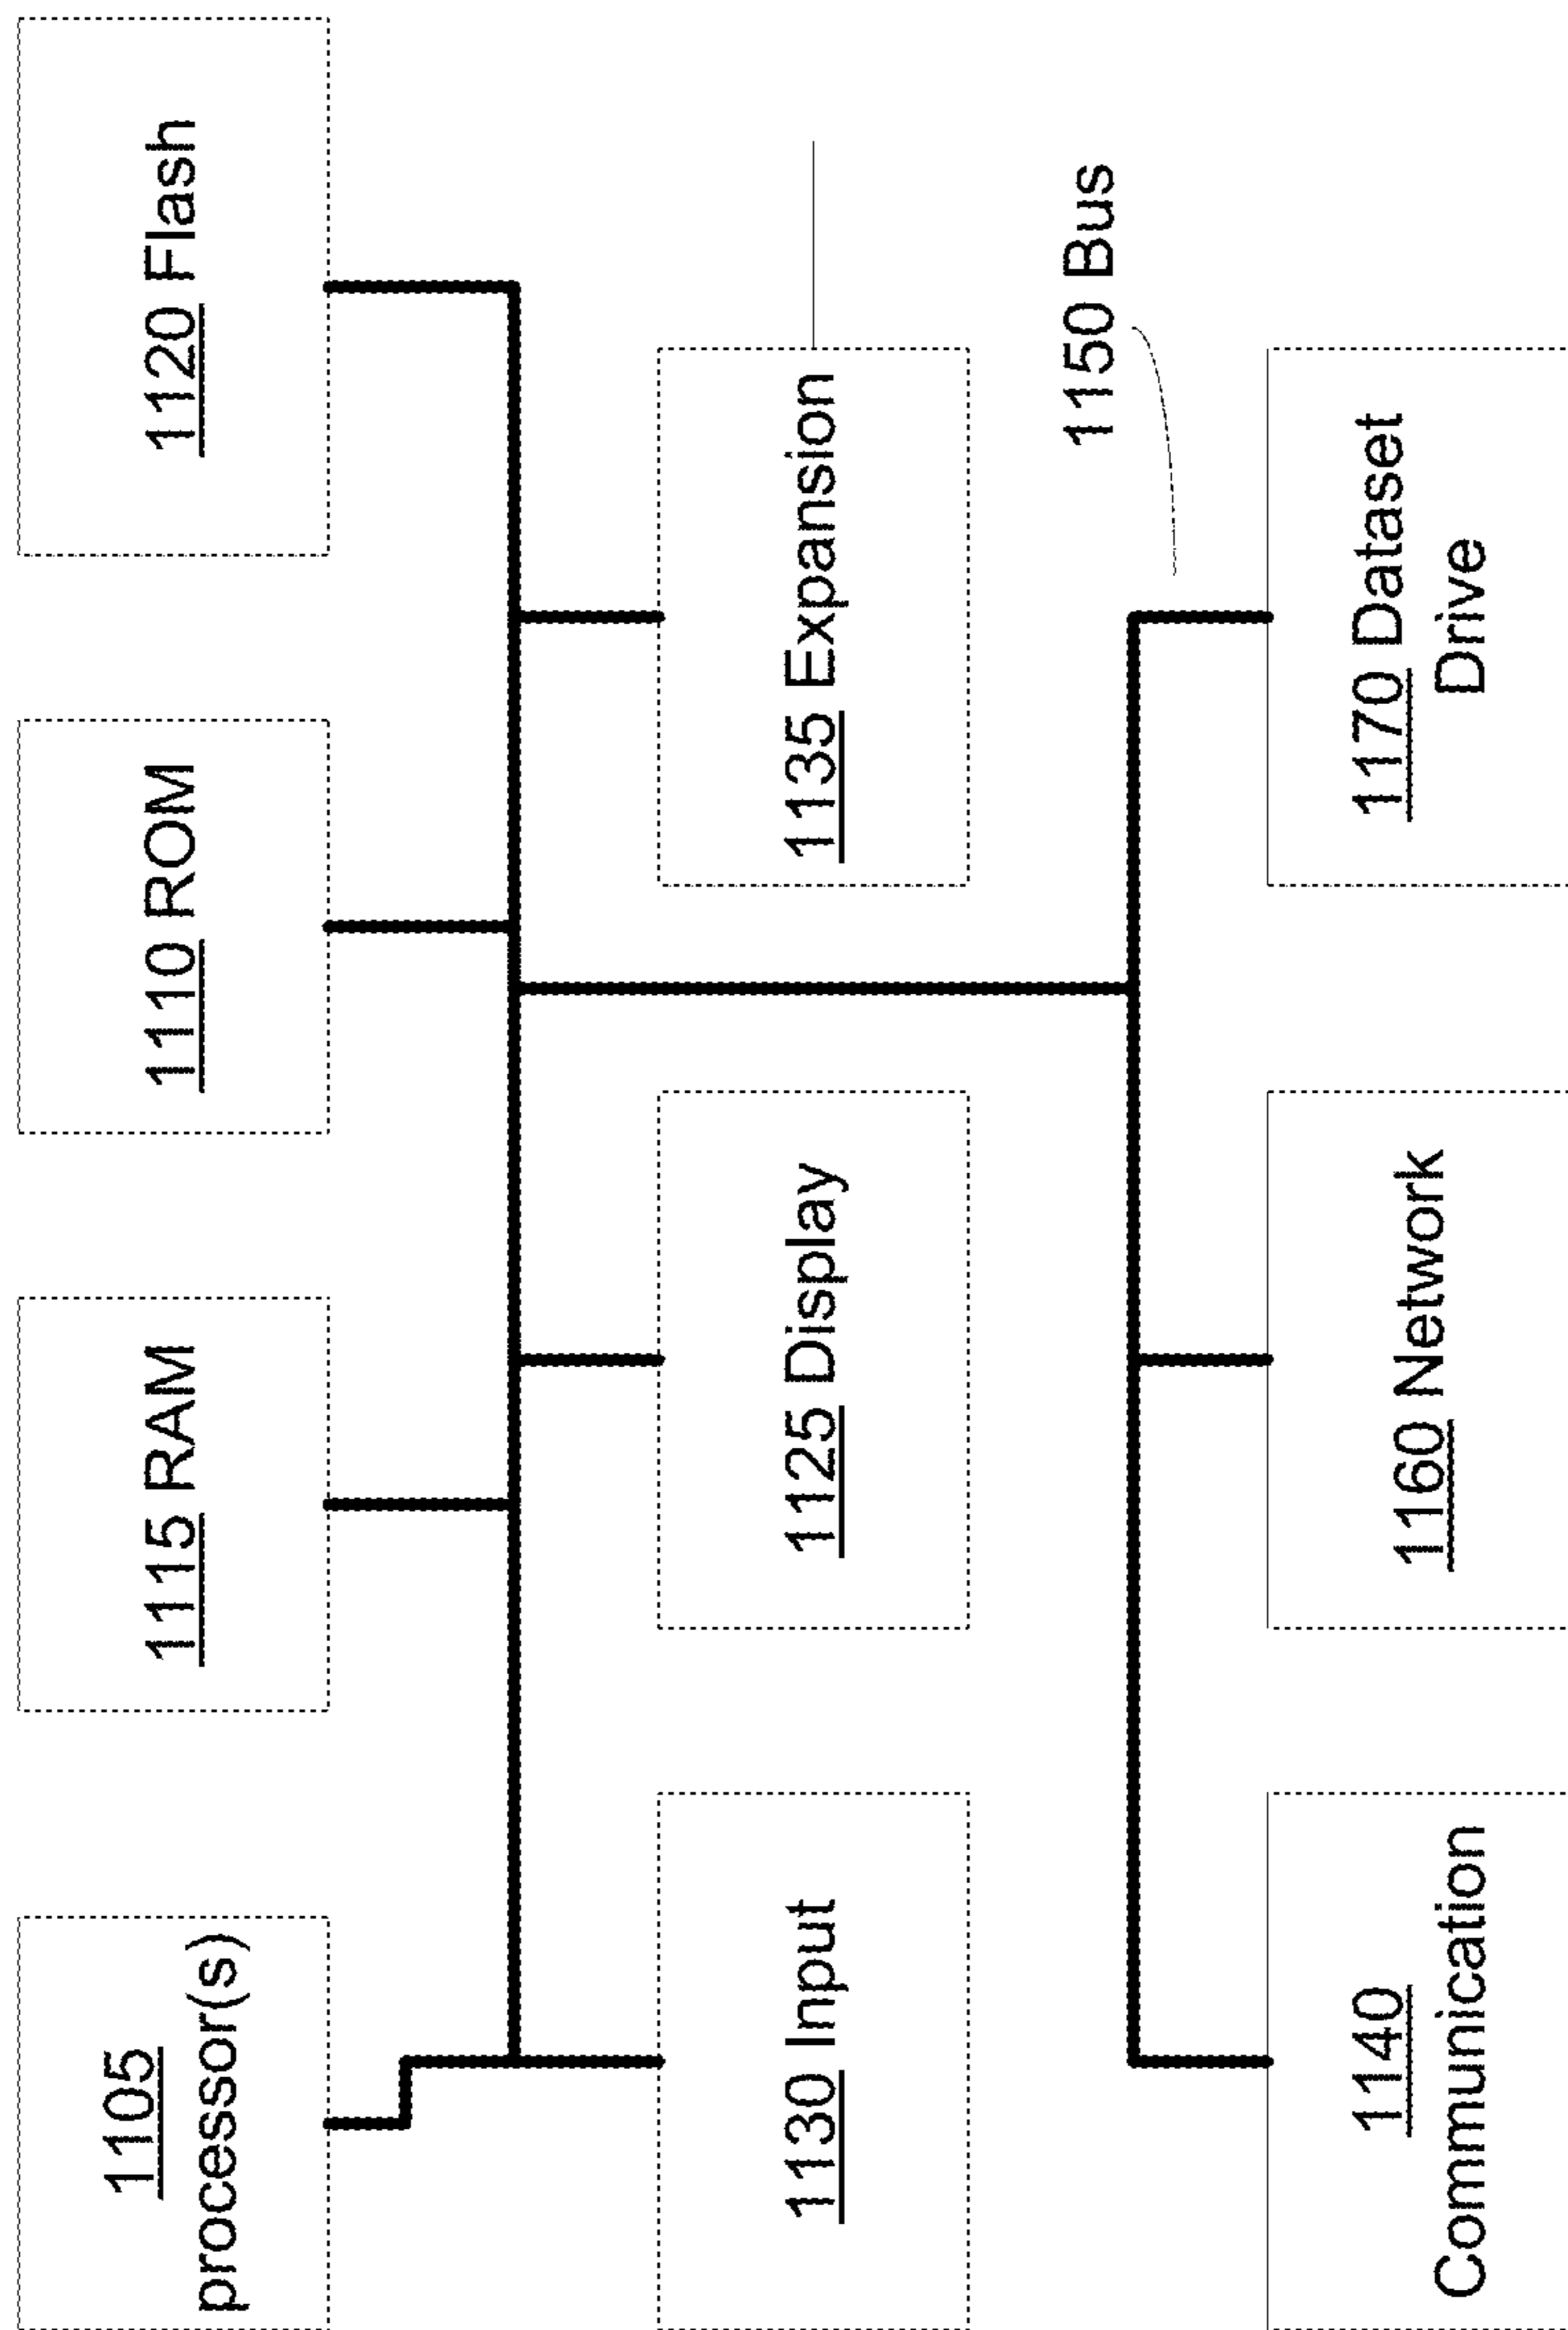 1105
processor(s)
1115 RAM
1110 ROM
1120 Flash
1130 Input
1125 Display
1135 Expansion
1150 Bus
1140
Communication
1160 Network
1170 Dataset
Drive